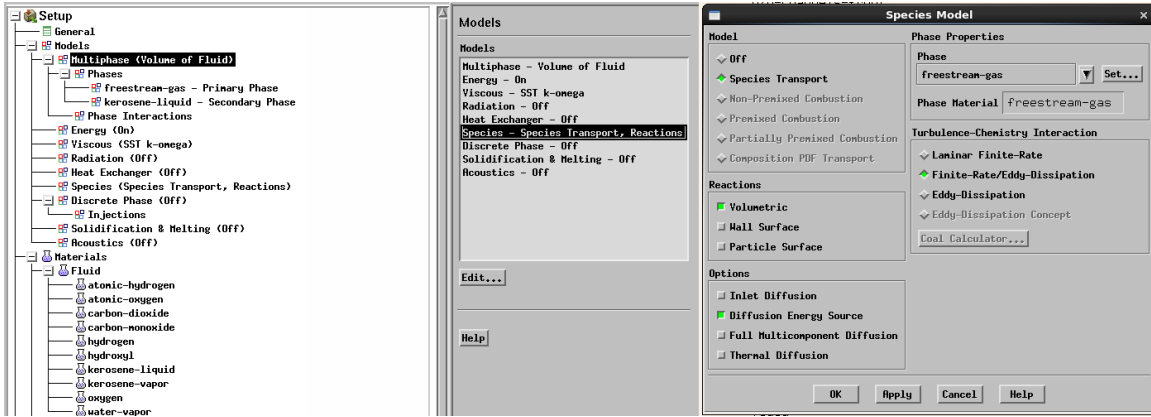 Setup
General
Models
Multiphase (Volume of Fluid)
Phases
freestream-gas - Primary Phase
kerosene-liquid - Secondary Phase
Phase Interactions
Energy (On)
Viscous (SST k-omega)
Radiation (Off)
Heat Exchanger (Off)
Species (Species Transport, Reactions)
Discrete Phase (Off)
Injections
Solidification & Melting (Off)
Acoustics (Off)
Materials
Fluid
atomic-hydrogen
atomic-oxygen
carbon-dioxide
carbon-monoxide
hydrogen
hydroxyl
kerosene-liquid
kerosene-vapor
oxygen
water-vapor
Models
Models
Multiphase - Volume of Fluid
Energy - On
Viscous - SST k-omega
Radiation - Off
Heat Exchanger - Off
Species - Species Transport, Reactions
Discrete Phase - Off
Solidification & Melting - Off
Acoustics - Off
Edit...
Help
Species Model
Model
Off
Species Transport
Non-Premixed Combustion
Premixed Combustion
Partially Premixed Combustion
Composition PDF Transport
Reactions
Volumetric
Wall Surface
Particle Surface
Options
Inlet Diffusion
Diffusion Energy Source
Full Multicomponent Diffusion
Thermal Diffusion
Phase Properties
Phase
freestream-gas Set...
Phase Material freestream-gas
Turbulence-Chemistry Interaction
Laminar Finite-Rate
Finite-Rate/Eddy-Dissipation
Eddy-Dissipation
Eddy-Dissipation Concept
Coal Calculator...
OK Apply Cancel Help